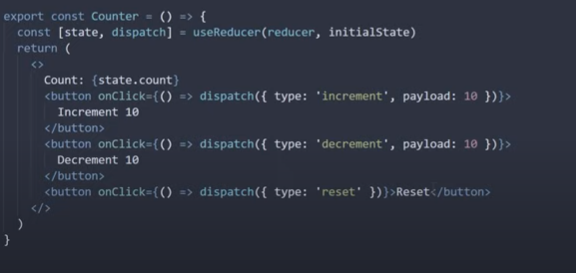 export const Counter = () => {
  const [state, dispatch] = useReducer(reducer, initialState)
  return (
    <>
      Count: {state.count}
      <button onClick={() => dispatch({ type: 'increment', payload: 10 })}>
        Increment 10
      </button>
      <button onClick={() => dispatch({ type: 'decrement', payload: 10 })}>
        Decrement 10
      </button>
      <button onClick={() => dispatch({ type: 'reset' })}>Reset</button>
    </>
  )
}